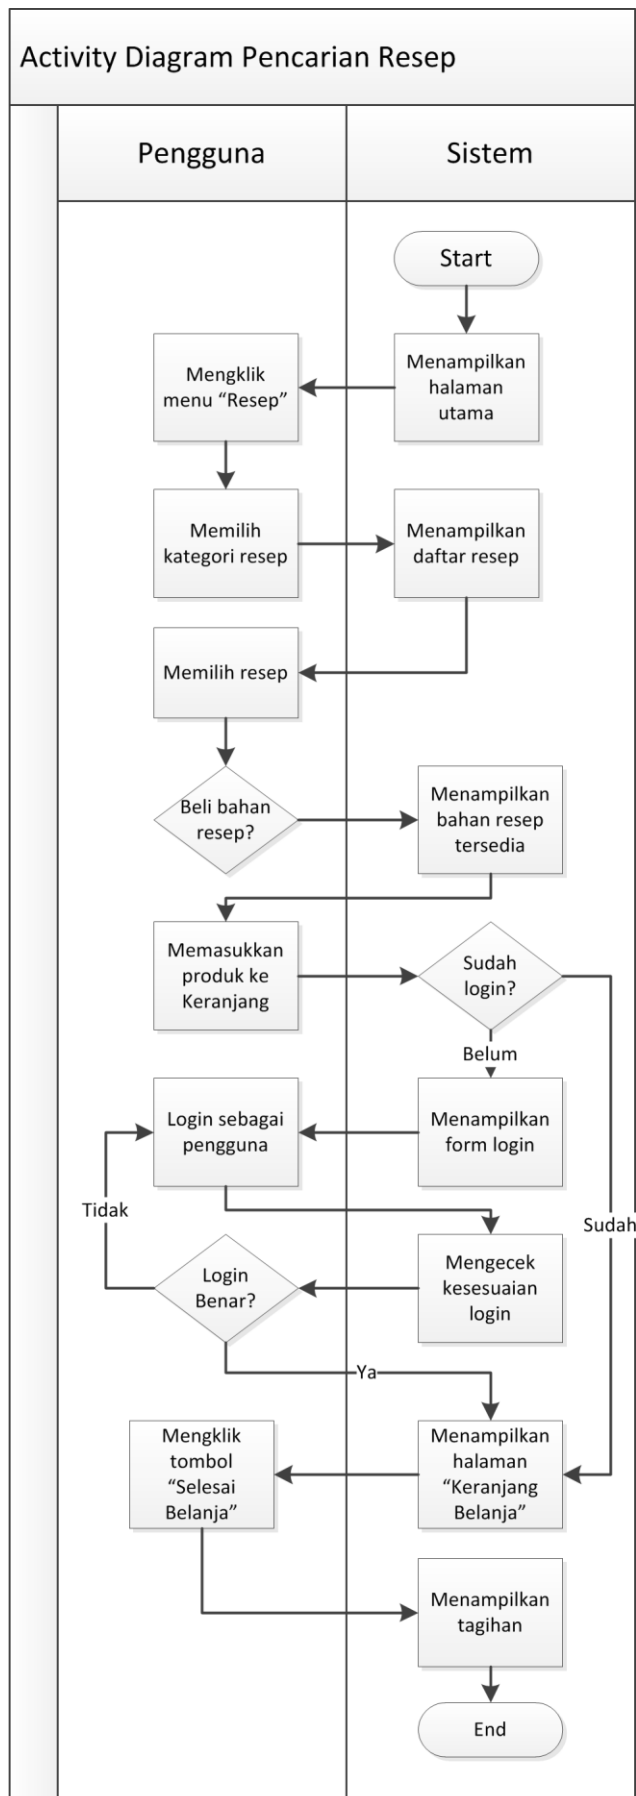 Activity Diagram Pencarian Resep
Pengguna
Sistem
Start
Menampilkan
halaman
utama
Mengklik
menu “Resep”
Memilih
kategori resep
Menampilkan
daftar resep
Memilih resep
Beli bahan
resep?
Menampilkan
bahan resep
tersedia
Memasukkan
produk ke
Keranjang
Sudah
login?
Belum
Sudah
Menampilkan
form login
Login sebagai
pengguna
Tidak
Mengecek
kesesuaian
login
Login
Benar?
Ya
Menampilkan
halaman
“Keranjang
Belanja”
Mengklik
tombol
“Selesai
Belanja”
Menampilkan
tagihan
End